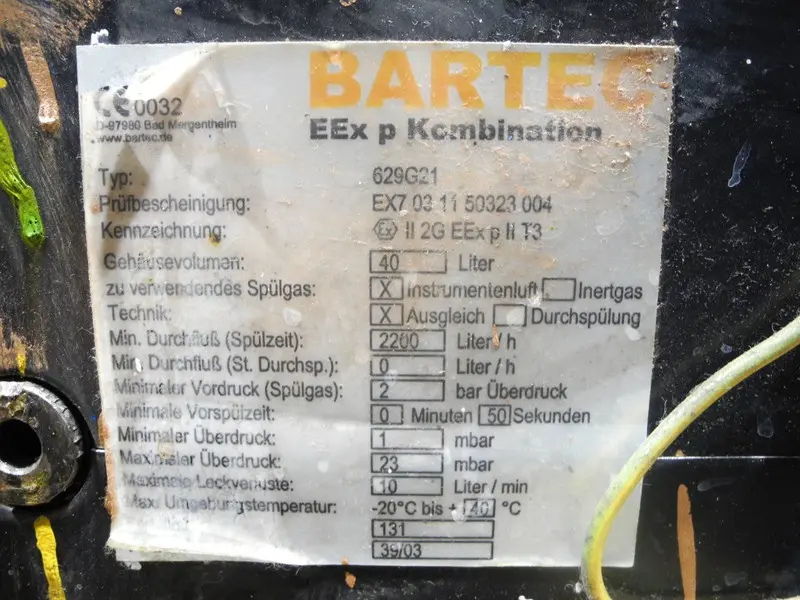 CE 0032
D-97980 Bad Mergentheim
www.bartec.de
BARTEC
EEx p Kombination
Typ: 629G21
Prüfbescheinigung: EX7 03 11 50323 004
Kennzeichnung: Ex II 2G EEx p II T3
Gehäusevolumen: 40 Liter
zu verwendendes Spülgas: X Instrumentenluft Inertgas
Technik: X Ausgleich Durchspülung
Min. Durchfluß (Spülzeit): 2200 Liter / h
Min. Durchfluß (St. Durchsp.): 0 Liter / h
Minimaler Vordruck (Spülgas): 2 bar Überdruck
Minimale Vorspülzeit: 0 Minuten 50 Sekunden
Minimaler Überdruck: 1 mbar
Maximaler Überdruck: 23 mbar
Maximale Leckverluste: 10 Liter / min
Max. Umgebungstemperatur: -20°C bis + 40 °C
131
39/03